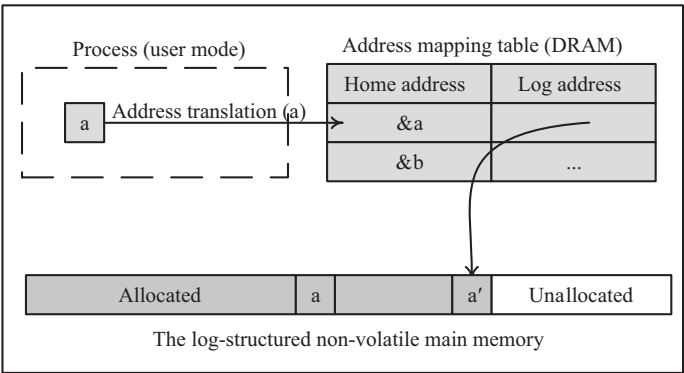 Process (user mode)
Address mapping table (DRAM)
Home address
Log address
a
Address translation (a)
&a
&b
...
Allocated
a
a′
Unallocated
The log-structured non-volatile main memory